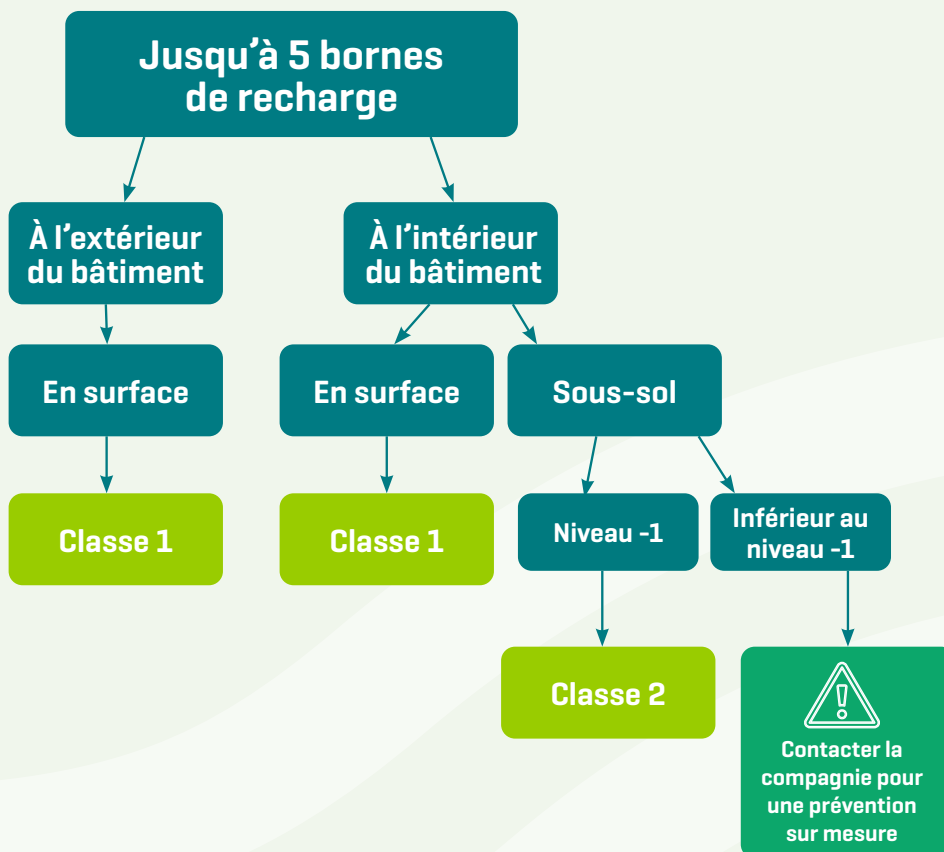 Jusqu'à 5 bornes
de recharge
À l'extérieur
du bâtiment
À l'intérieur
du bâtiment
En surface
En surface
Sous-sol
Classe 1
Classe 1
Niveau -1
Inférieur au
niveau -1
Classe 2
Contacter la
compagnie pour
une prévention
sur mesure